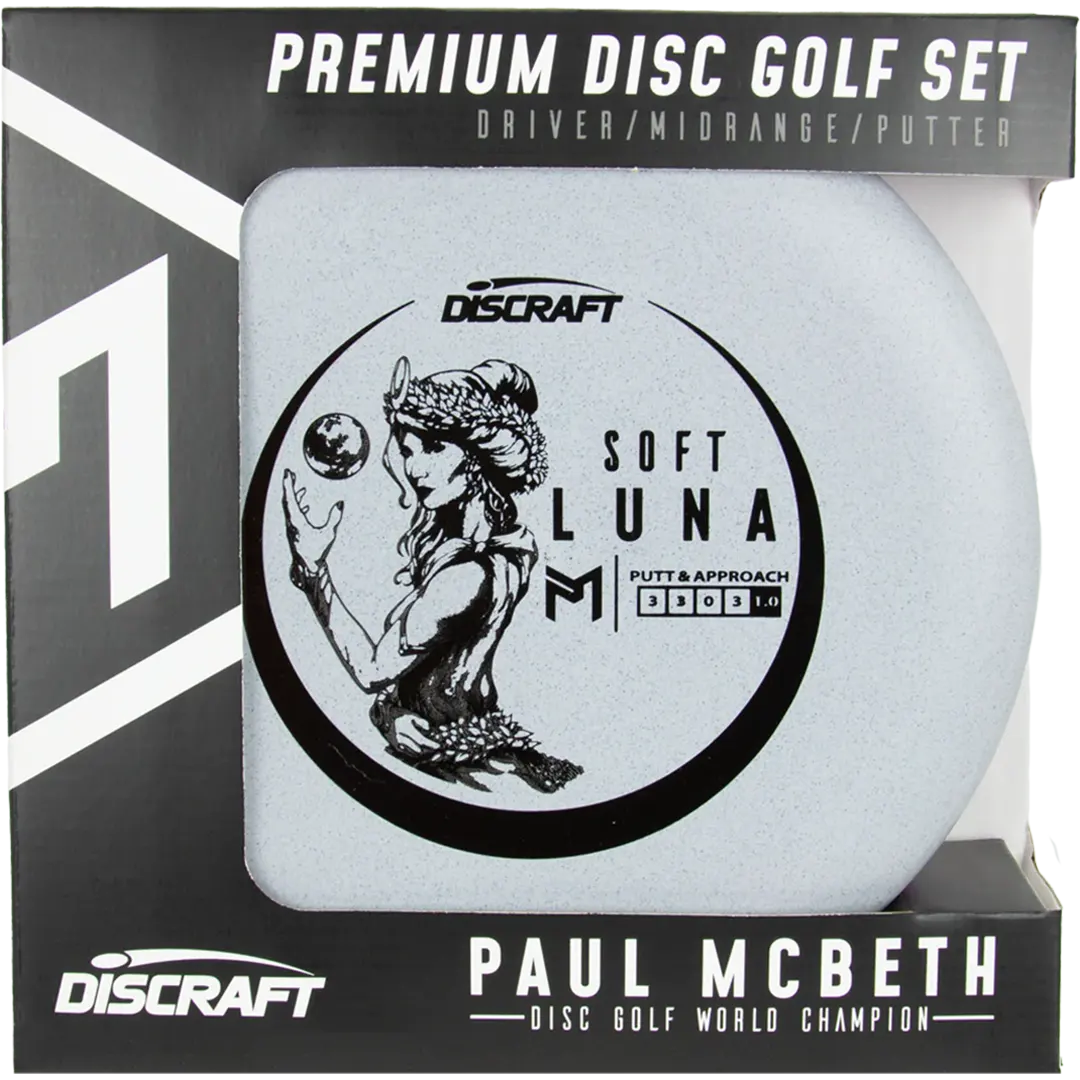 PREMIUM DISC GOLF SET
DRIVER/MIDRANGE/PUTTER
DISCRAFT
SOFT
LUNA
PUTT & APPROACH
3 3 0 3 1.0
DISCRAFT
PAUL MCBETH
DISC GOLF WORLD CHAMPION